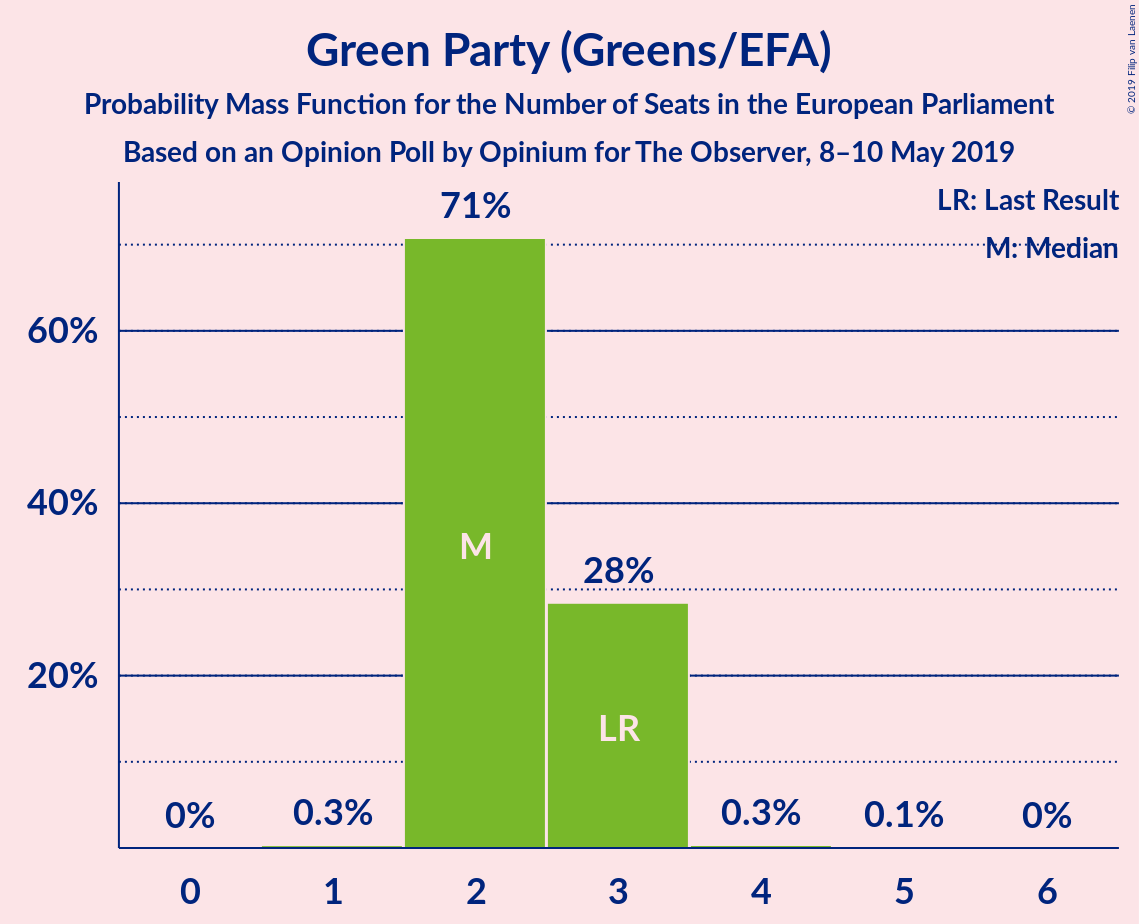 Green Party (Greens/EFA)
Probability Mass Function for the Number of Seats in the European Parliament
Based on an Opinion Poll by Opinium for The Observer, 8–10 May 2019
© 2019 Filip van Laenen
LR: Last Result
M: Median
71%
60%
40%
20%
M
28%
LR
0%
0.3%
0.3%
0.1%
0%
0
1
2
3
4
5
6